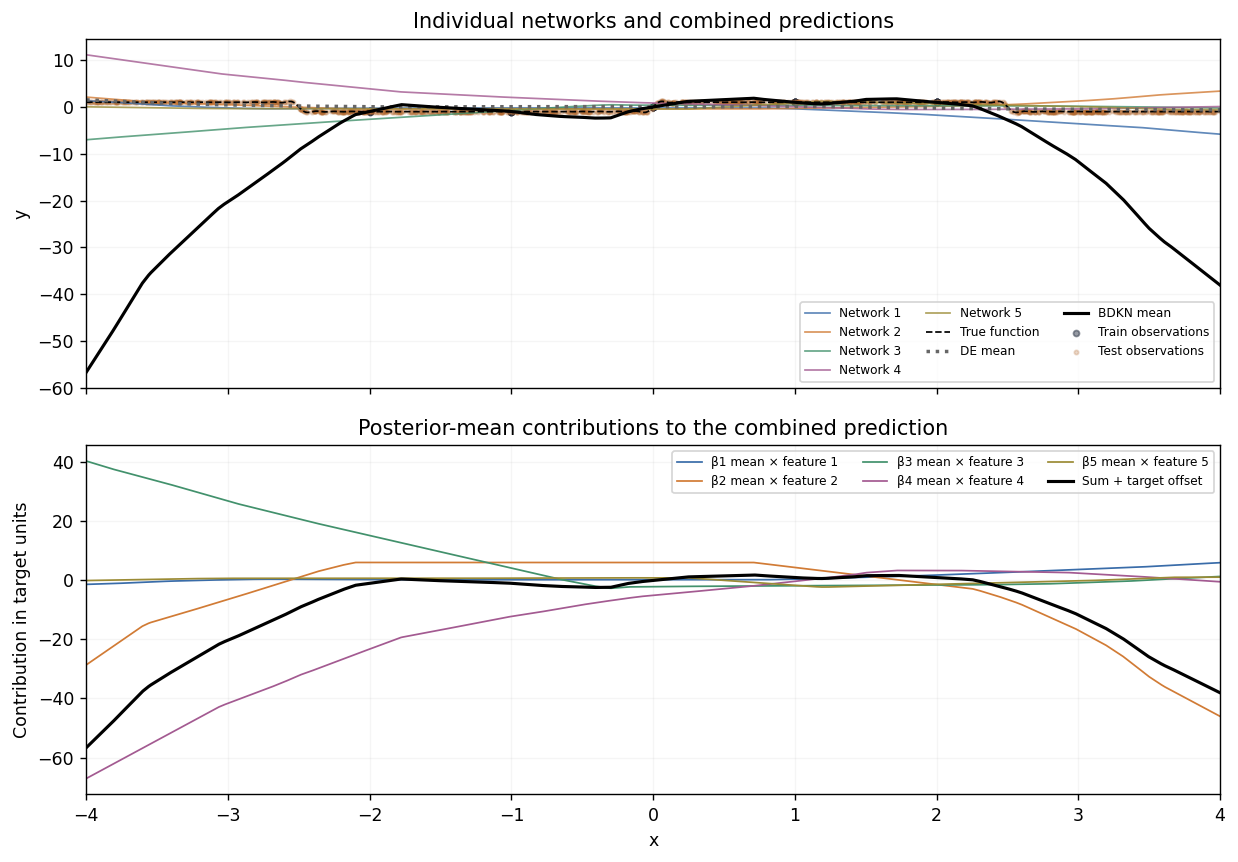 Individual networks and combined predictions
10
0
−10
−20
−30
−40
−50
−60
y
Network 1
Network 2
Network 3
Network 4
Network 5
True function
DE mean
BDKN mean
Train observations
Test observations
Posterior-mean contributions to the combined prediction
40
20
0
−20
−40
−60
Contribution in target units
β1 mean × feature 1
β2 mean × feature 2
β3 mean × feature 3
β4 mean × feature 4
β5 mean × feature 5
Sum + target offset
−4 −3 −2 −1 0 1 2 3 4
x